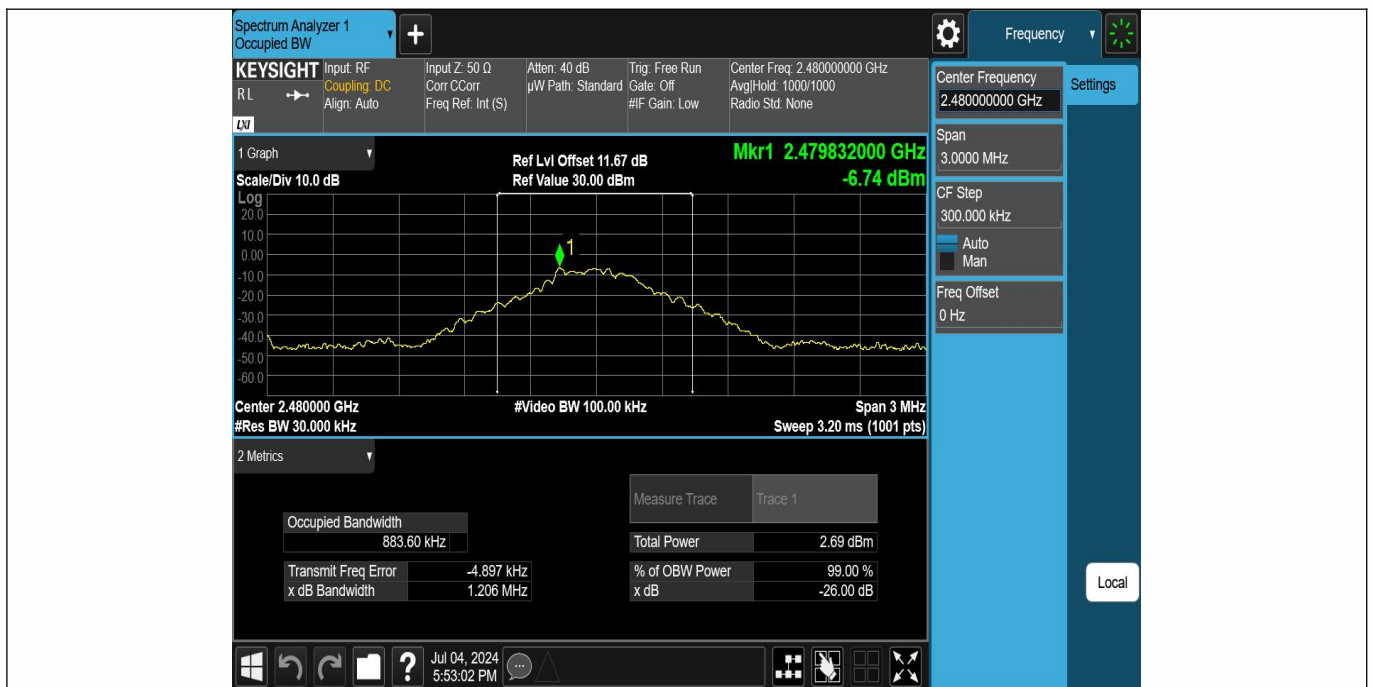 Spectrum Analyzer 1
Occupied BW
+
Frequency
KEYSIGHT
RL
LXI
Input: RF
Coupling: DC
Align: Auto
Input Z: 50 Ω
Corr CCorr
Freq Ref: Int (S)
Atten: 40 dB
µW Path: Standard
Trig: Free Run
Gate: Off
#IF Gain: Low
Center Freq: 2.480000000 GHz
Avg|Hold: 1000/1000
Radio Std: None
Center Frequency
2.480000000 GHz
Settings
Span
3.0000 MHz
CF Step
300.000 kHz
Auto
Man
Freq Offset
0 Hz
Local
1 Graph
Scale/Div 10.0 dB
Ref Lvl Offset 11.67 dB
Ref Value 30.00 dBm
Mkr1 2.479832000 GHz
-6.74 dBm
Log
20.0
10.0
0.00
-10.0
-20.0
-30.0
-40.0
-50.0
-60.0
1
Center 2.480000 GHz
#Video BW 100.00 kHz
Span 3 MHz
#Res BW 30.000 kHz
Sweep 3.20 ms (1001 pts)
2 Metrics
Measure Trace Trace 1
Occupied Bandwidth
883.60 kHz
Total Power 2.69 dBm
Transmit Freq Error -4.897 kHz
% of OBW Power 99.00 %
x dB Bandwidth 1.206 MHz
x dB -26.00 dB
?
Jul 04, 2024
5:53:02 PM